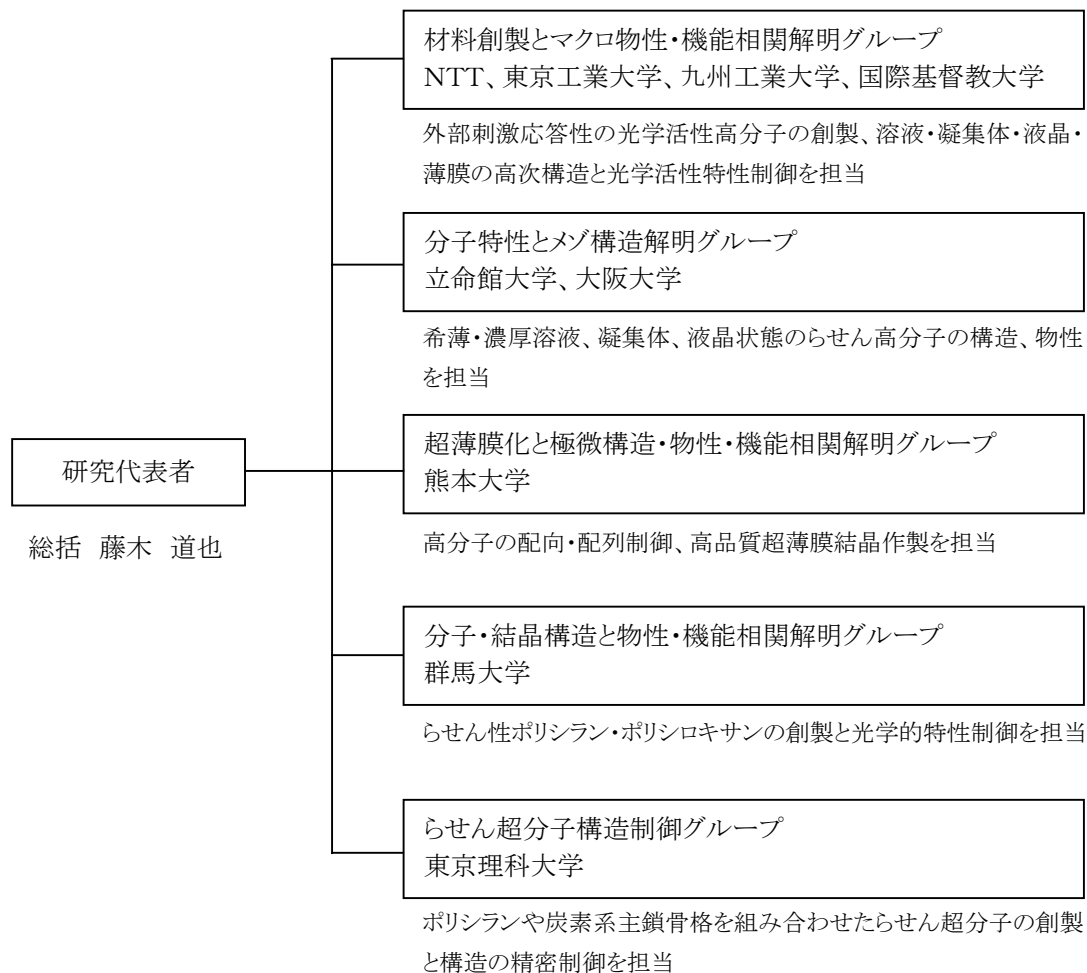 材料創製とマクロ物性・機能相関解明グループ
NTT、東京工業大学、九州工業大学、国際基督教大学
外部刺激応答性の光学活性高分子の創製、溶液・凝集体・液晶・
薄膜の高次構造と光学活性特性制御を担当
分子特性とメゾ構造解明グループ
立命館大学、大阪大学
希薄・濃厚溶液、凝集体、液晶状態のらせん高分子の構造、物性
を担当
研究代表者
総括 藤木 道也
超薄膜化と極微構造・物性・機能相関解明グループ
熊本大学
高分子の配向・配列制御、高品質超薄膜結晶作製を担当
分子・結晶構造と物性・機能相関解明グループ
群馬大学
らせん性ポリシラン・ポリシロキサンの創製と光学的特性制御を担当
らせん超分子構造制御グループ
東京理科大学
ポリシランや炭素系主鎖骨格を組み合わせたらせん超分子の創製
と構造の精密制御を担当